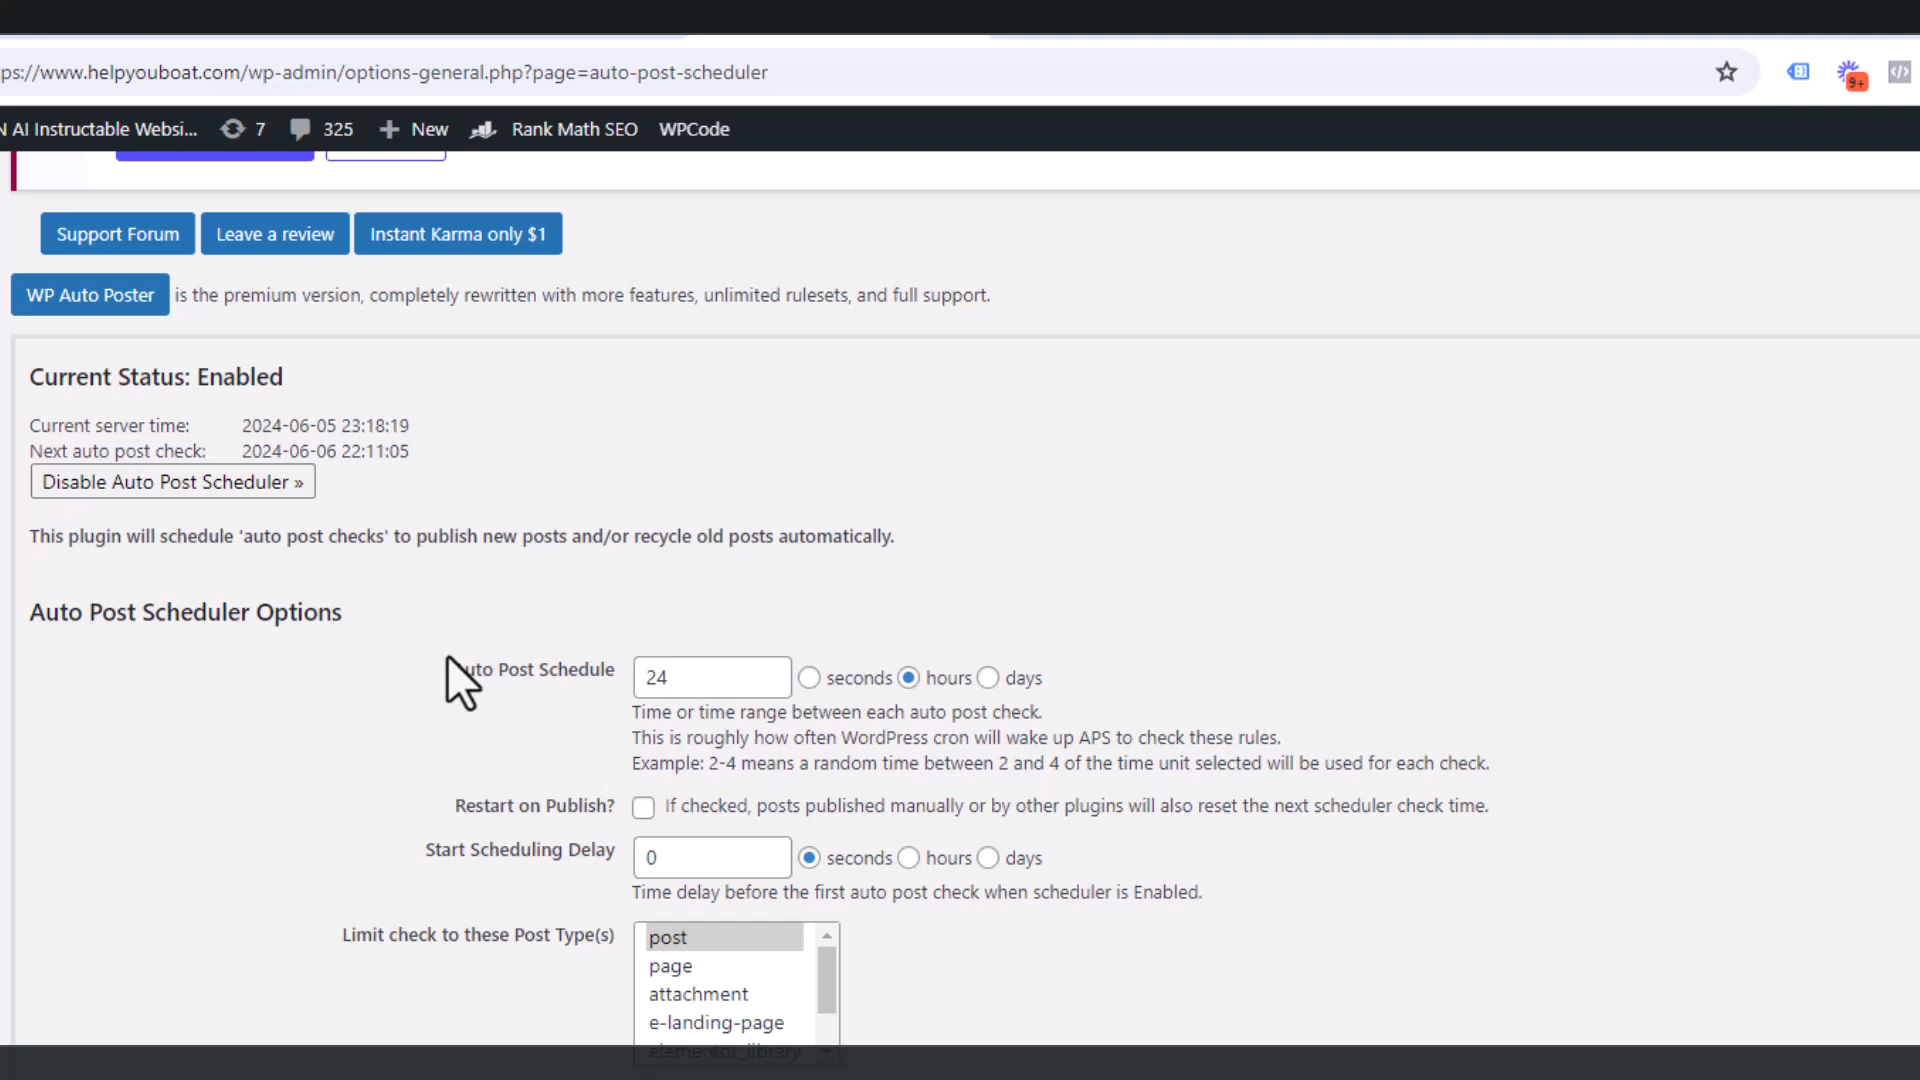 ps://www.helpyouboat.com/wp-admin/options-general.php?page=auto-post-scheduler
9+
N AI Instructable Websi... 7 325 New Rank Math SEO WPCode
Support Forum Leave a review Instant Karma only $1
WP Auto Poster is the premium version, completely rewritten with more features, unlimited rulesets, and full support.
Current Status: Enabled
Current server time: 2024-06-05 23:18:19
Next auto post check: 2024-06-06 22:11:05
Disable Auto Post Scheduler »
This plugin will schedule 'auto post checks' to publish new posts and/or recycle old posts automatically.
Auto Post Scheduler Options
uto Post Schedule 24 seconds hours days
Time or time range between each auto post check.
This is roughly how often WordPress cron will wake up APS to check these rules.
Example: 2-4 means a random time between 2 and 4 of the time unit selected will be used for each check.
Restart on Publish? If checked, posts published manually or by other plugins will also reset the next scheduler check time.
Start Scheduling Delay 0 seconds hours days
Time delay before the first auto post check when scheduler is Enabled.
Limit check to these Post Type(s) post
page
attachment
e-landing-page
elementor_library